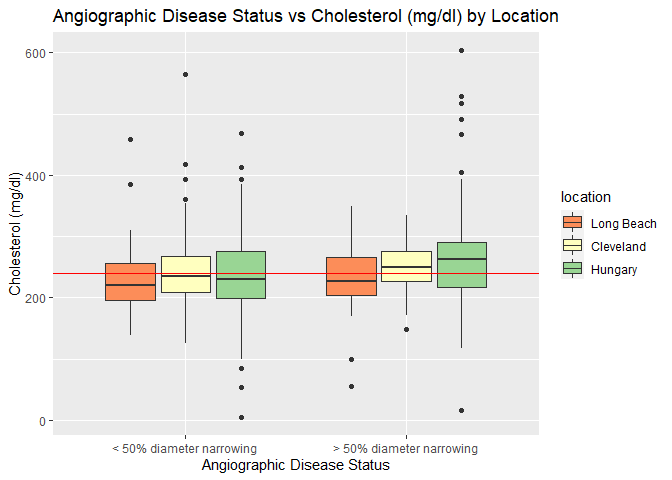 Angiographic Disease Status vs Cholesterol (mg/dl) by Location
Cholesterol (mg/dl)
600
400
200
0
< 50% diameter narrowing
> 50% diameter narrowing
Angiographic Disease Status
location
Long Beach
Cleveland
Hungary